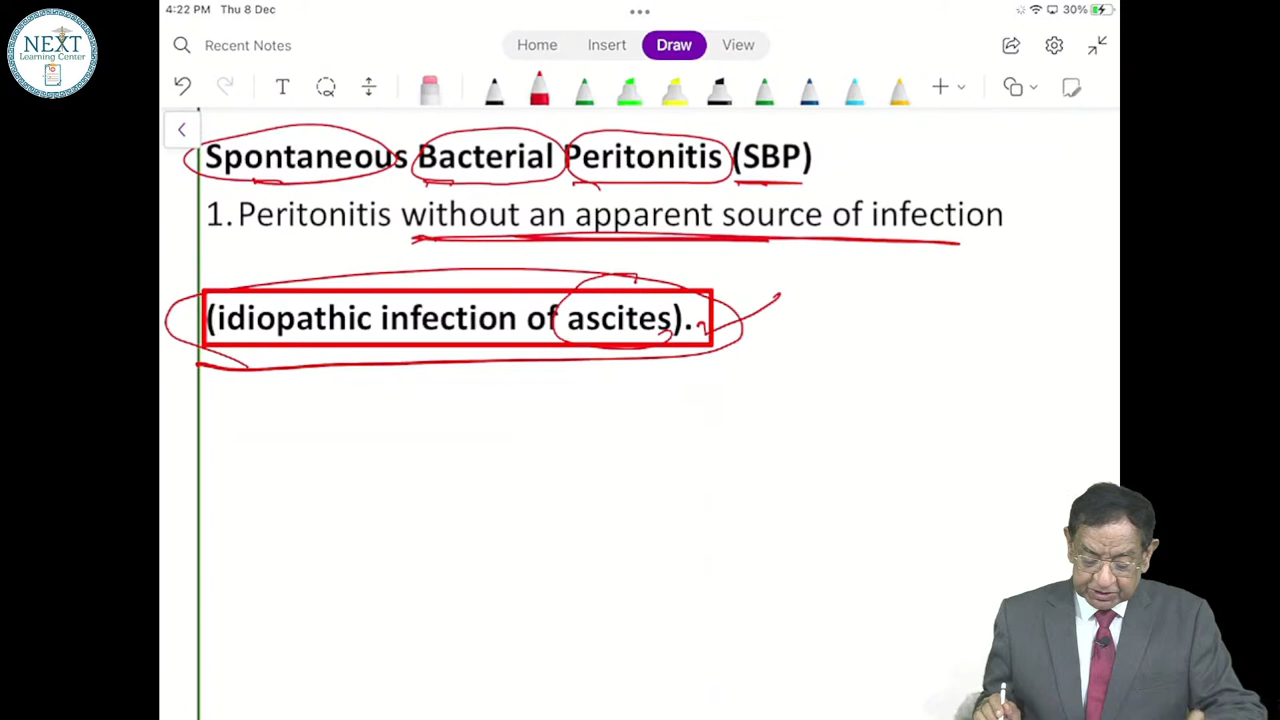 4:22 PM Thu 8 Dec
30%
NEXT
Learning Center
Recent Notes
Home Insert Draw View
T
Spontaneous Bacterial Peritonitis (SBP)
1. Peritonitis without an apparent source of infection
(idiopathic infection of ascites).